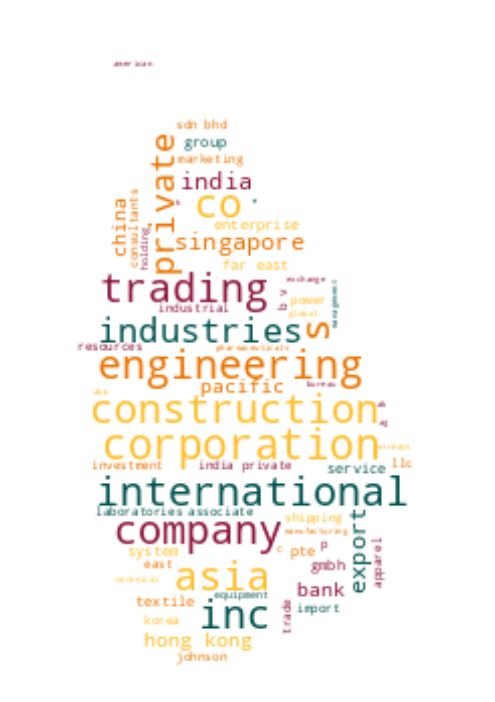 american
sdn bhd
group
marketing
private
india
co
china
consultants
holding
enterprise
singapore
far east
trading
exchange
b v
power
management
industrial
global
industries
s
resources
pharmaceuticals
engineering
pacific
bureau
construction
corporation
airways
investment
india private
service
llc
international
laboratories
associate
company
shipping
manufacturing
export
system
c
pte
p
east
gmbh
apparel
technical
asia
equipment
bank
textile
inc
trade
import
korea
hong kong
johnson